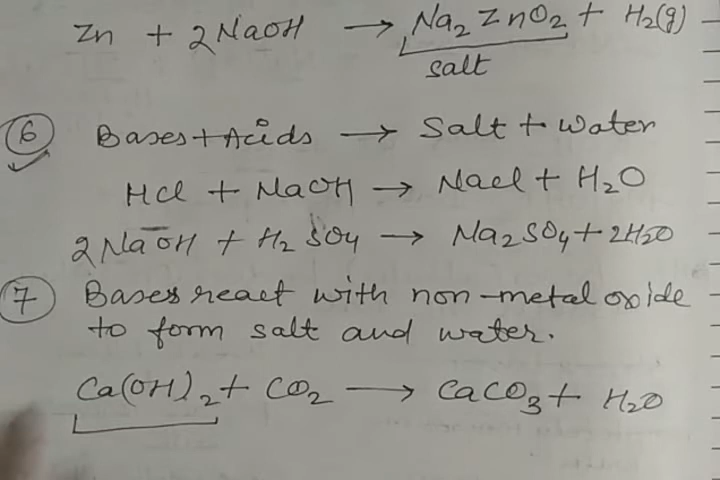 Zn + 2NaOH → Na₂ZnO₂ + H₂(g)
salt
6 Bases + Acids → Salt + Water
HCl + NaOH → NaCl + H₂O
2NaOH + H₂SO₄ → Na₂SO₄ + 2H₂O
7 Bases react with non-metal oxide
to form salt and water.
Ca(OH)₂ + CO₂ → CaCO₃ + H₂O